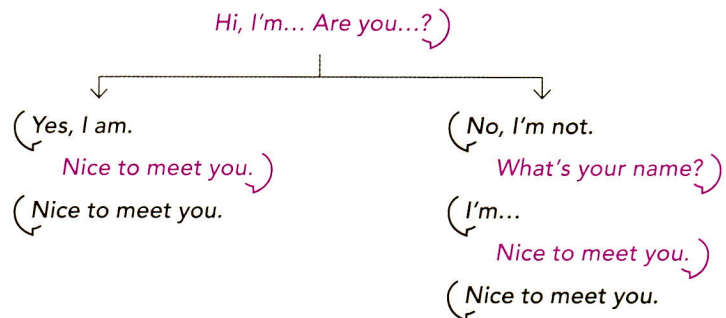 Hi, I'm... Are you...?
Yes, I am.
Nice to meet you.
Nice to meet you.
No, I'm not.
What's your name?
I'm...
Nice to meet you.
Nice to meet you.